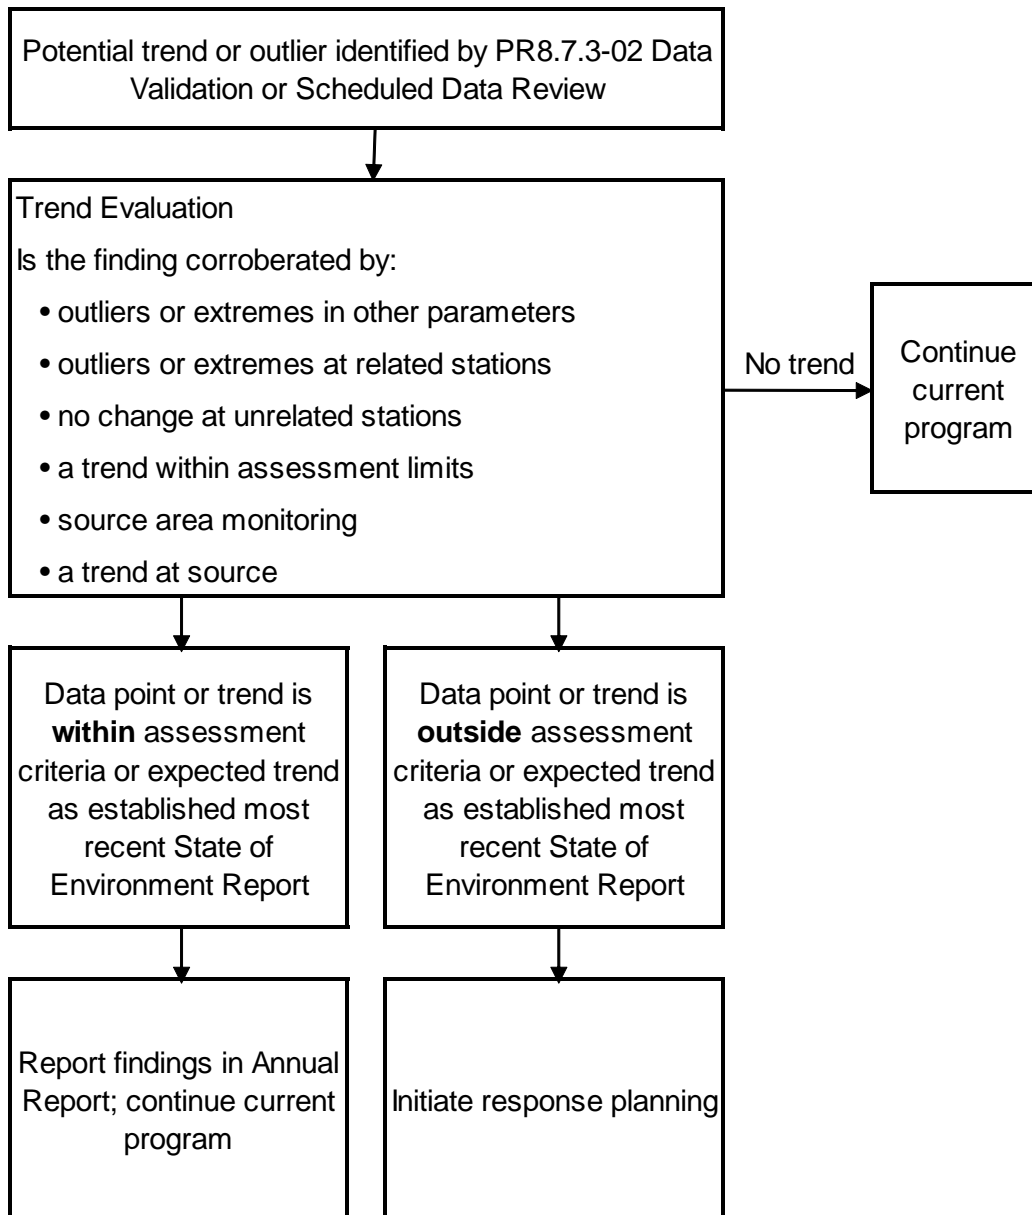 Potential trend or outlier identified by PR8.7.3-02 Data
Validation or Scheduled Data Review
Trend Evaluation
Is the finding corroberated by:
• outliers or extremes in other parameters
• outliers or extremes at related stations
• no change at unrelated stations
• a trend within assessment limits
• source area monitoring
• a trend at source
No trend
Continue
current
program
Data point or trend is
within assessment
criteria or expected trend
as established most
recent State of
Environment Report
Data point or trend is
outside assessment
criteria or expected trend
as established most
recent State of
Environment Report
Report findings in Annual
Report; continue current
program
Initiate response planning